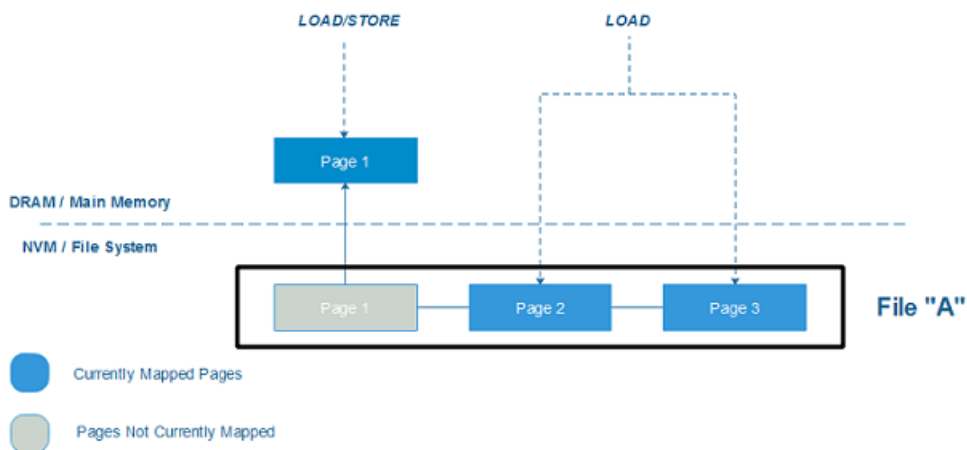 LOAD/STORE
LOAD
Page 1
DRAM / Main Memory
NVM / File System
Page 1
Page 2
Page 3
File "A"
Currently Mapped Pages
Pages Not Currently Mapped